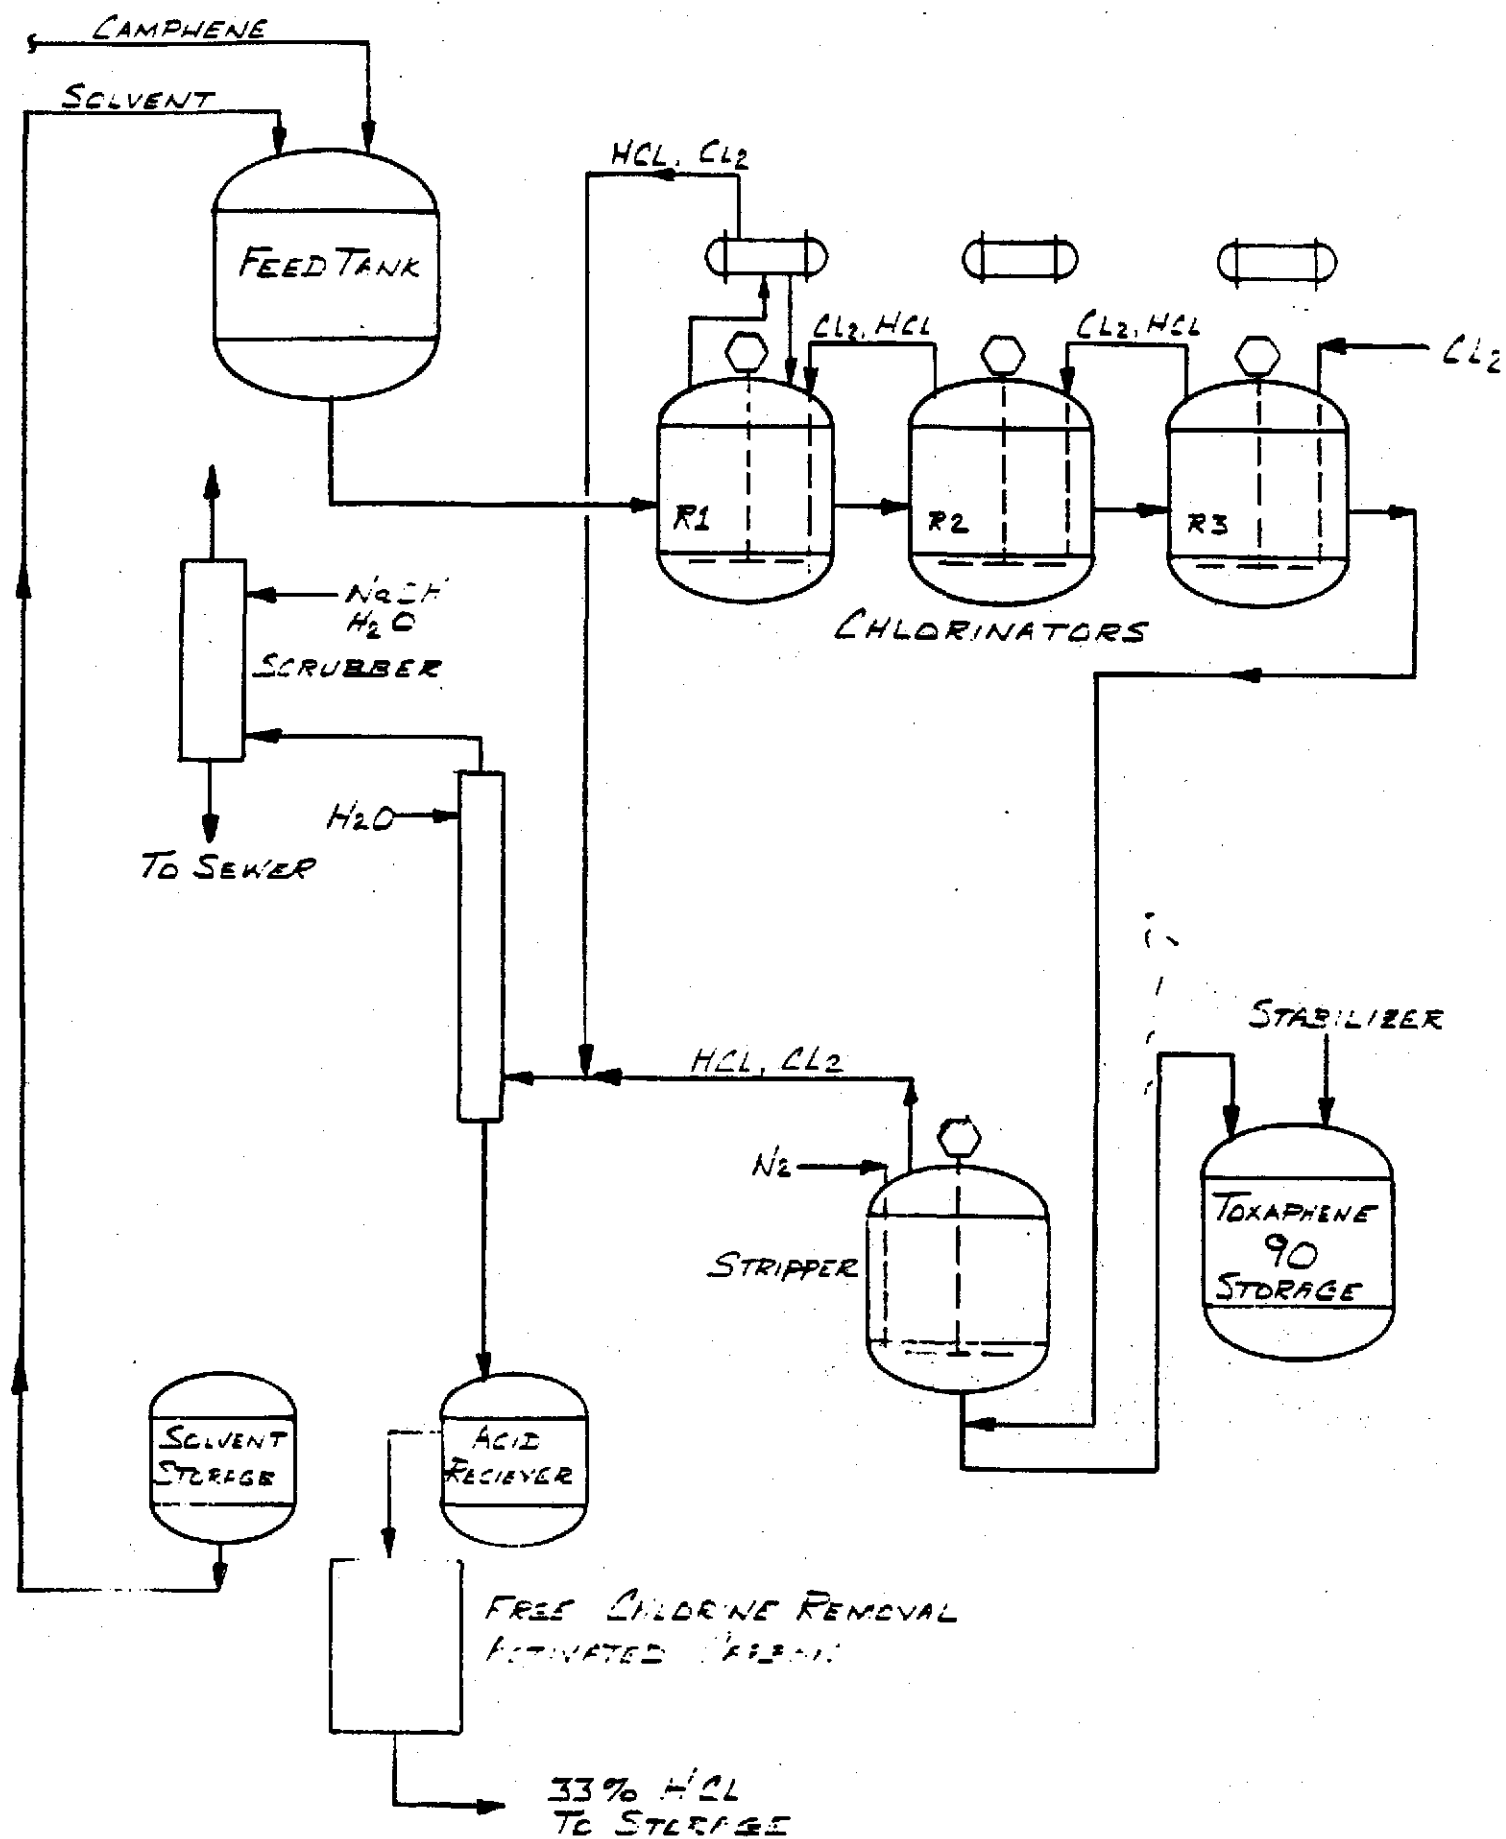 CAMPHENE
SOLVENT
HCL, CL2
FEED TANK
CL2, HCL
CL2, HCL
CL2
R1
R2
R3
NaOH
H2O
CHLORINATORS
SCRUBBER
H2O
TO SEWER
STABILIZER
HCL, CL2
N2
TOXAPHENE
90
STORAGE
STRIPPER
SOLVENT
STORAGE
ACID
RECIEVER
FREE CHLORINE REMOVAL
ACTIVATED CARBON
33% HCL
TO STORAGE